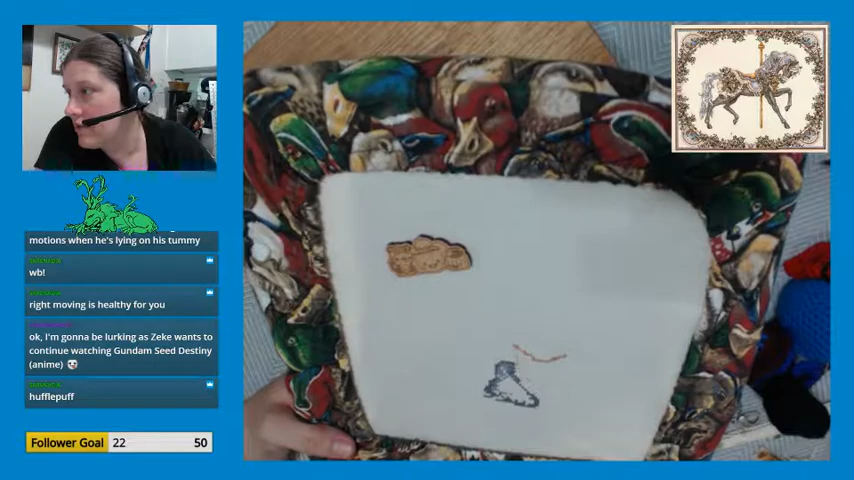 motions when he's lying on his tummy
wb!
right moving is healthy for you
ok, I'm gonna be lurking as Zeke wants to
continue watching Gundam Seed Destiny
(anime)
hufflepuff
Follower Goal 22 50